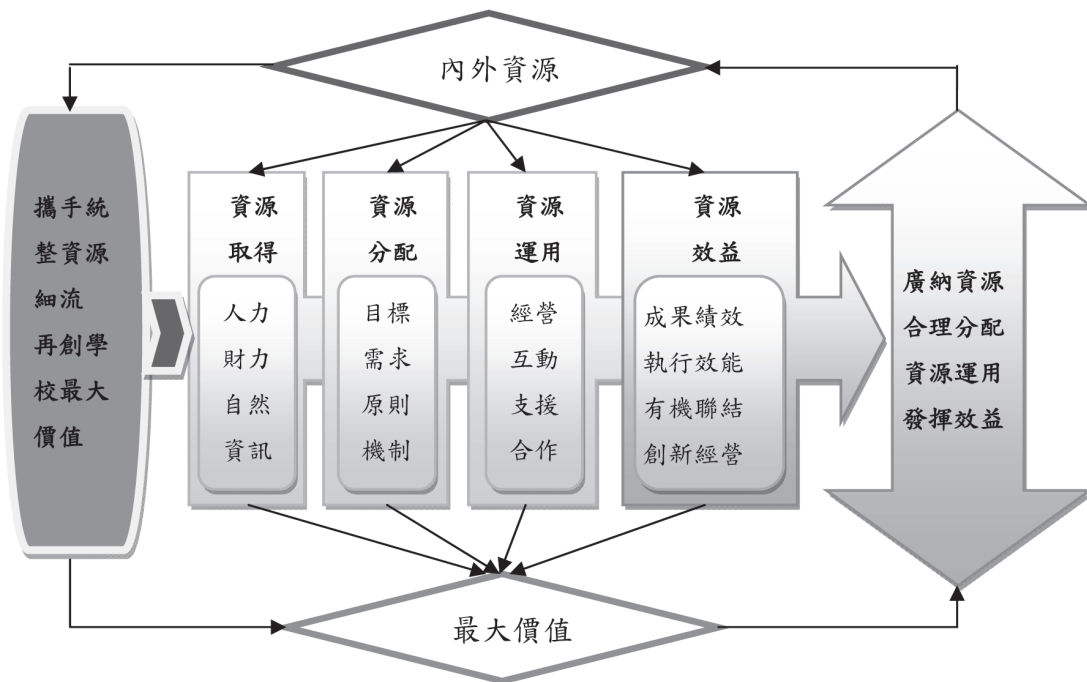 內外資源
攜手統
整資源
細流
再創學
校最大
價值
資源
取得
人力
財力
自然
資訊
資源
分配
目標
需求
原則
機制
資源
運用
經營
互動
支援
合作
資源
效益
成果績效
執行效能
有機聯結
創新經營
廣納資源
合理分配
資源運用
發揮效益
最大價值